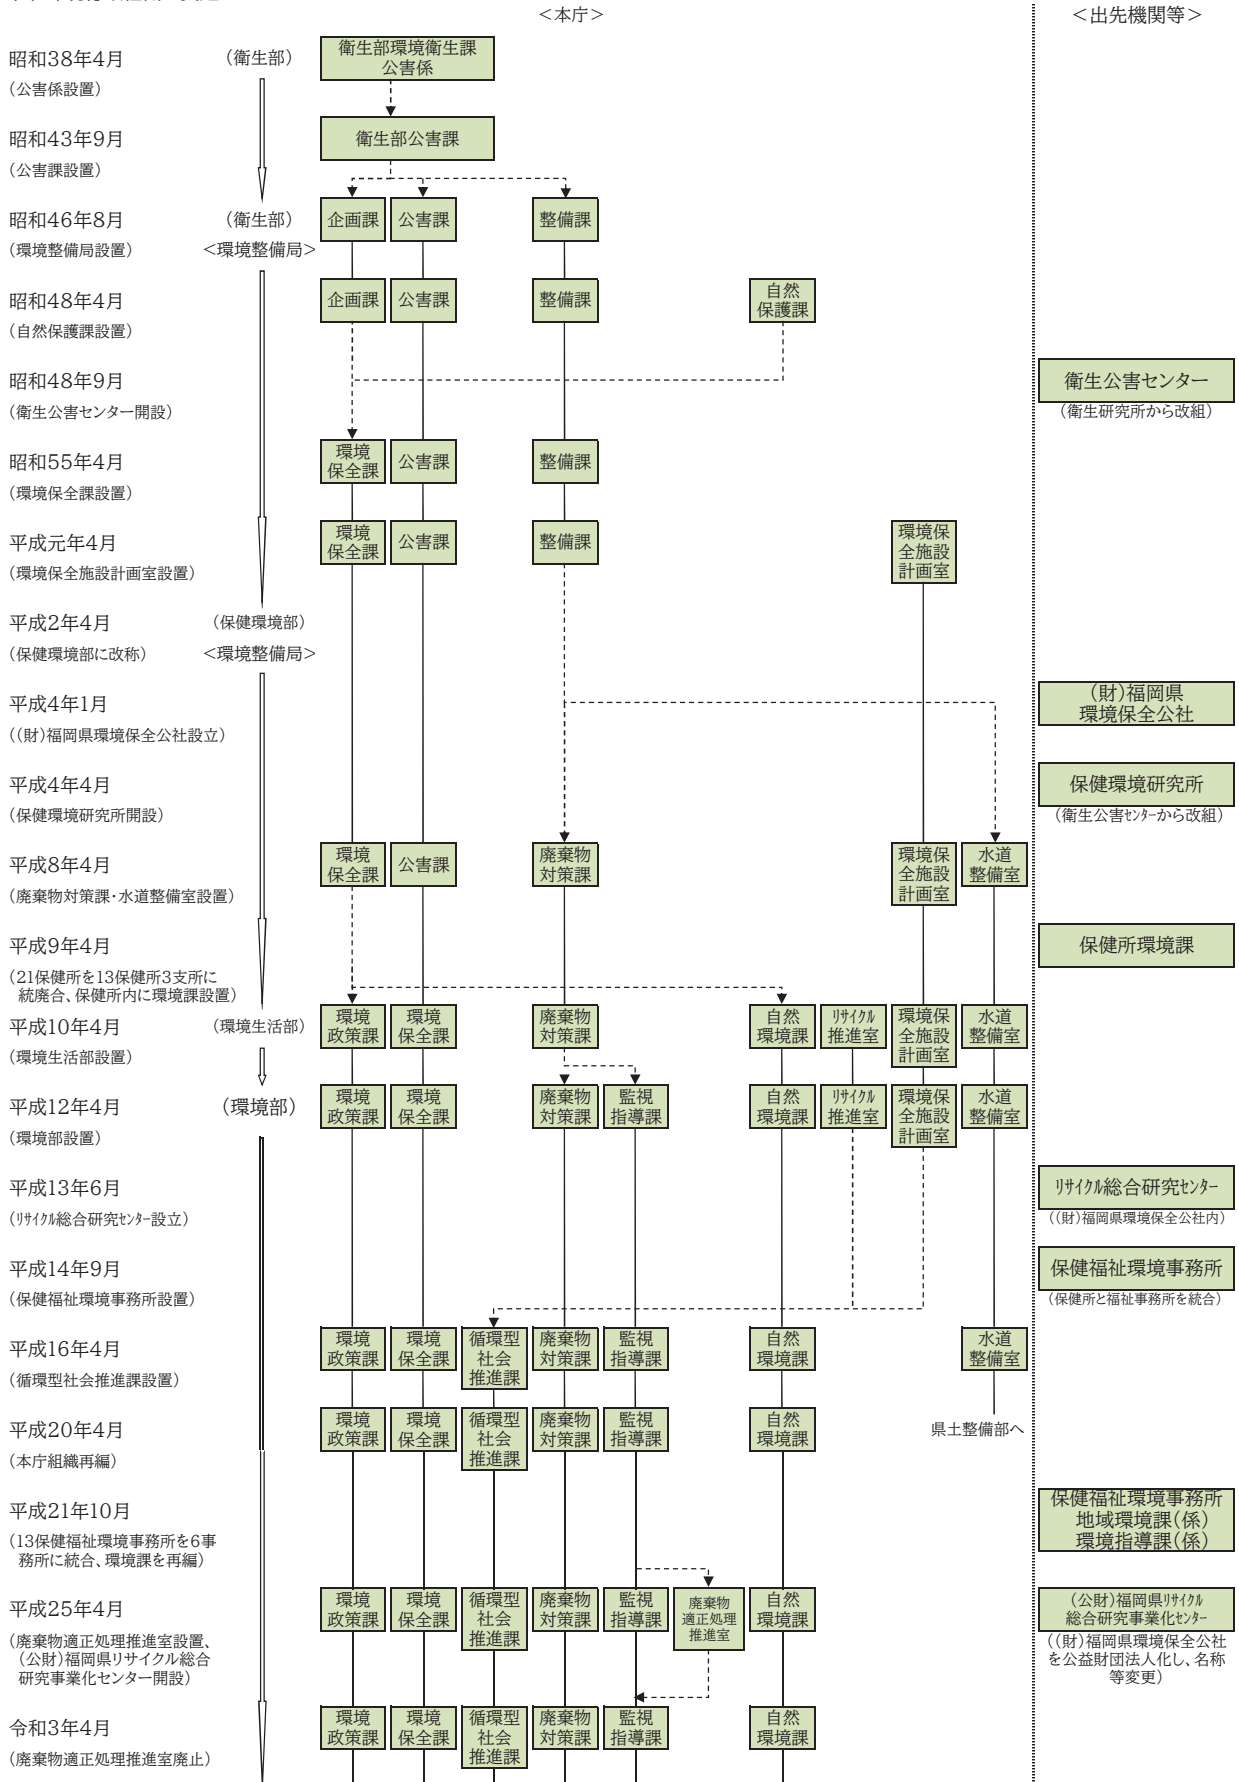 ＜本庁＞
＜出先機関等＞
昭和38年4月
（衛生部）
衛生部環境衛生課
公害係
（公害係設置）
昭和43年9月
衛生部公害課
（公害課設置）
昭和46年8月
（衛生部）
企画課
公害課
整備課
（環境整備局設置）
＜環境整備局＞
昭和48年4月
企画課
公害課
整備課
自然
保護課
（自然保護課設置）
昭和48年9月
衛生公害センター
（衛生公害センター開設）
（衛生研究所から改組）
昭和55年4月
環境
保全課
公害課
整備課
（環境保全課設置）
平成元年4月
環境
保全課
公害課
整備課
環境保
全施設
計画室
（環境保全施設計画室設置）
平成2年4月
（保健環境部）
（保健環境部に改称）
＜環境整備局＞
平成4年1月
（財）福岡県
環境保全公社
（（財）福岡県環境保全公社設立）
平成4年4月
保健環境研究所
（保健環境研究所開設）
（衛生公害ｾﾝﾀｰから改組）
平成8年4月
環境
保全課
公害課
廃棄物
対策課
環境保
全施設
計画室
水道
整備室
（廃棄物対策課・水道整備室設置）
平成9年4月
保健所環境課
（21保健所を13保健所3支所に
統廃合、保健所内に環境課設置）
平成10年4月
（環境生活部）
環境
政策課
環境
保全課
廃棄物
対策課
自然
環境課
ﾘｻｲｸﾙ
推進室
環境保
全施設
計画室
水道
整備室
（環境生活部設置）
平成12年4月
（環境部）
環境
政策課
環境
保全課
廃棄物
対策課
監視
指導課
自然
環境課
ﾘｻｲｸﾙ
推進室
環境保
全施設
計画室
水道
整備室
（環境部設置）
平成13年6月
ﾘｻｲｸﾙ総合研究ｾﾝﾀｰ
（ﾘｻｲｸﾙ総合研究ｾﾝﾀｰ設立）
（（財）福岡県環境保全公社内）
平成14年9月
保健福祉環境事務所
（保健福祉環境事務所設置）
（保健所と福祉事務所を統合）
平成16年4月
環境
政策課
環境
保全課
循環型
社会
推進課
廃棄物
対策課
監視
指導課
自然
環境課
水道
整備室
（循環型社会推進課設置）
平成20年4月
環境
政策課
環境
保全課
循環型
社会
推進課
廃棄物
対策課
監視
指導課
自然
環境課
県土整備部へ
（本庁組織再編）
平成21年10月
保健福祉環境事務所
地域環境課（係）
環境指導課（係）
（13保健福祉環境事務所を6事
務所に統合、環境課を再編）
平成25年4月
環境
政策課
環境
保全課
循環型
社会
推進課
廃棄物
対策課
監視
指導課
廃棄物
適正処理
推進室
自然
環境課
（公財）福岡県ﾘｻｲｸﾙ
総合研究事業化ｾﾝﾀｰ
（廃棄物適正処理推進室設置、
（公財）福岡県リサイクル総合
研究事業化センター開設）
（（財）福岡県環境保全公社
を公益財団法人化し、名称
等変更）
令和3年4月
環境
政策課
環境
保全課
循環型
社会
推進課
廃棄物
対策課
監視
指導課
自然
環境課
（廃棄物適正処理推進室廃止）